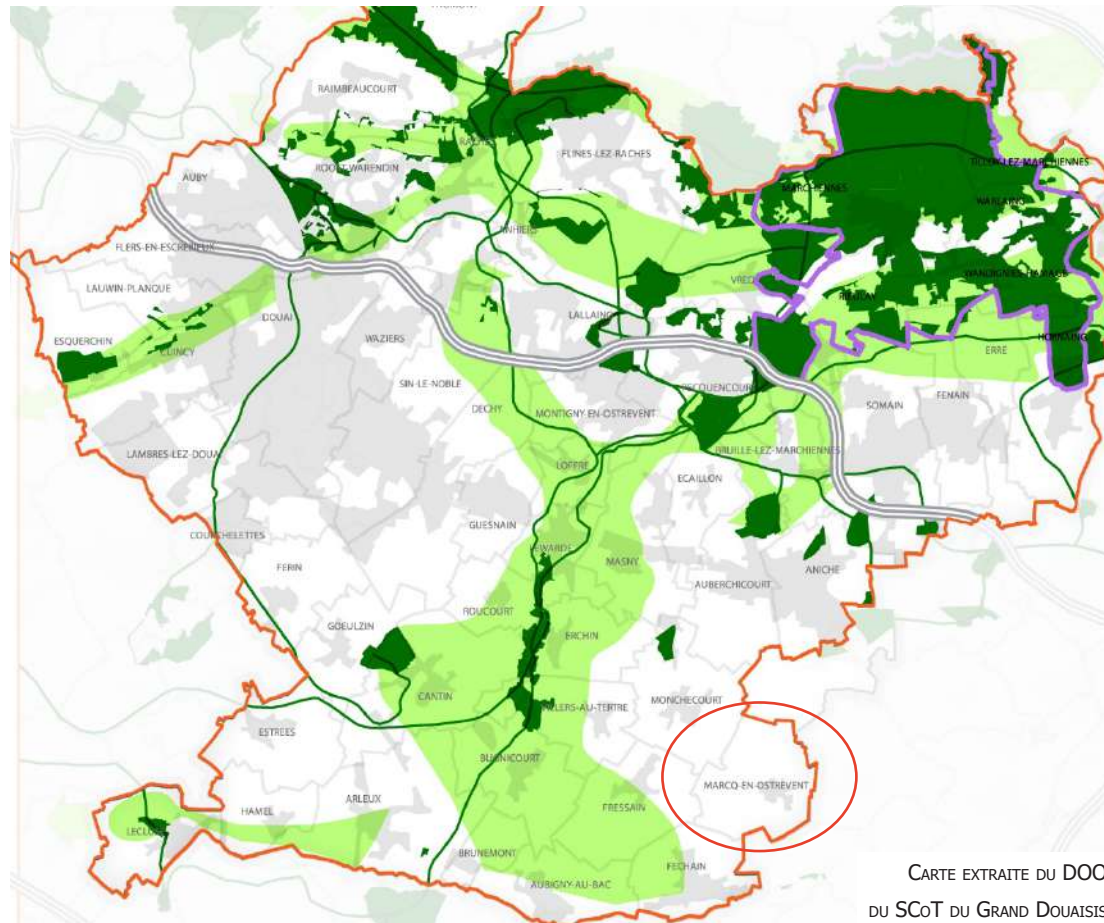 RAIMBEAUCOURT
RACHES
FLINES-LEZ-RACHES
ROOST-WARENDIN
AUBY
TILLOY-LEZ-MARCHIENNES
MARCHIENNES
WARLAING
ANHIERS
FLERS-EN-ESCREBIEUX
WANDIGNIES-HAMAGE
VRED
RIEULAY
LAUWIN-PLANQUE
LALLAING
DOUAI
HORNAING
ESQUERCHIN
CUINCY
WAZIERS
ERRE
PECQUENCOURT
SIN-LE-NOBLE
FENAIN
SOMAIN
DECHY
MONTIGNY-EN-OSTREVENT
BRUILLE-LEZ-MARCHIENNES
LAMBRES-LEZ-DOUAI
LOFFRE
ECAILLON
GUESNAIN
COURCHELETTES
LEWARDE
MASNY
FERIN
ANICHE
AUBERCHICOURT
ROUCOURT
GOEULZIN
ERCHIN
CANTIN
MONCHECOURT
VILLERS-AU-TERTRE
ESTREES
BUGNICOURT
MARCQ-EN-OSTREVENT
ARLEUX
HAMEL
FRESSAIN
LECLUSE
BRUNEMONT
FECHAIN
AUBIGNY-AU-BAC
CARTE EXTRAITE DU DOO
DU SCOT DU GRAND DOUAISIS